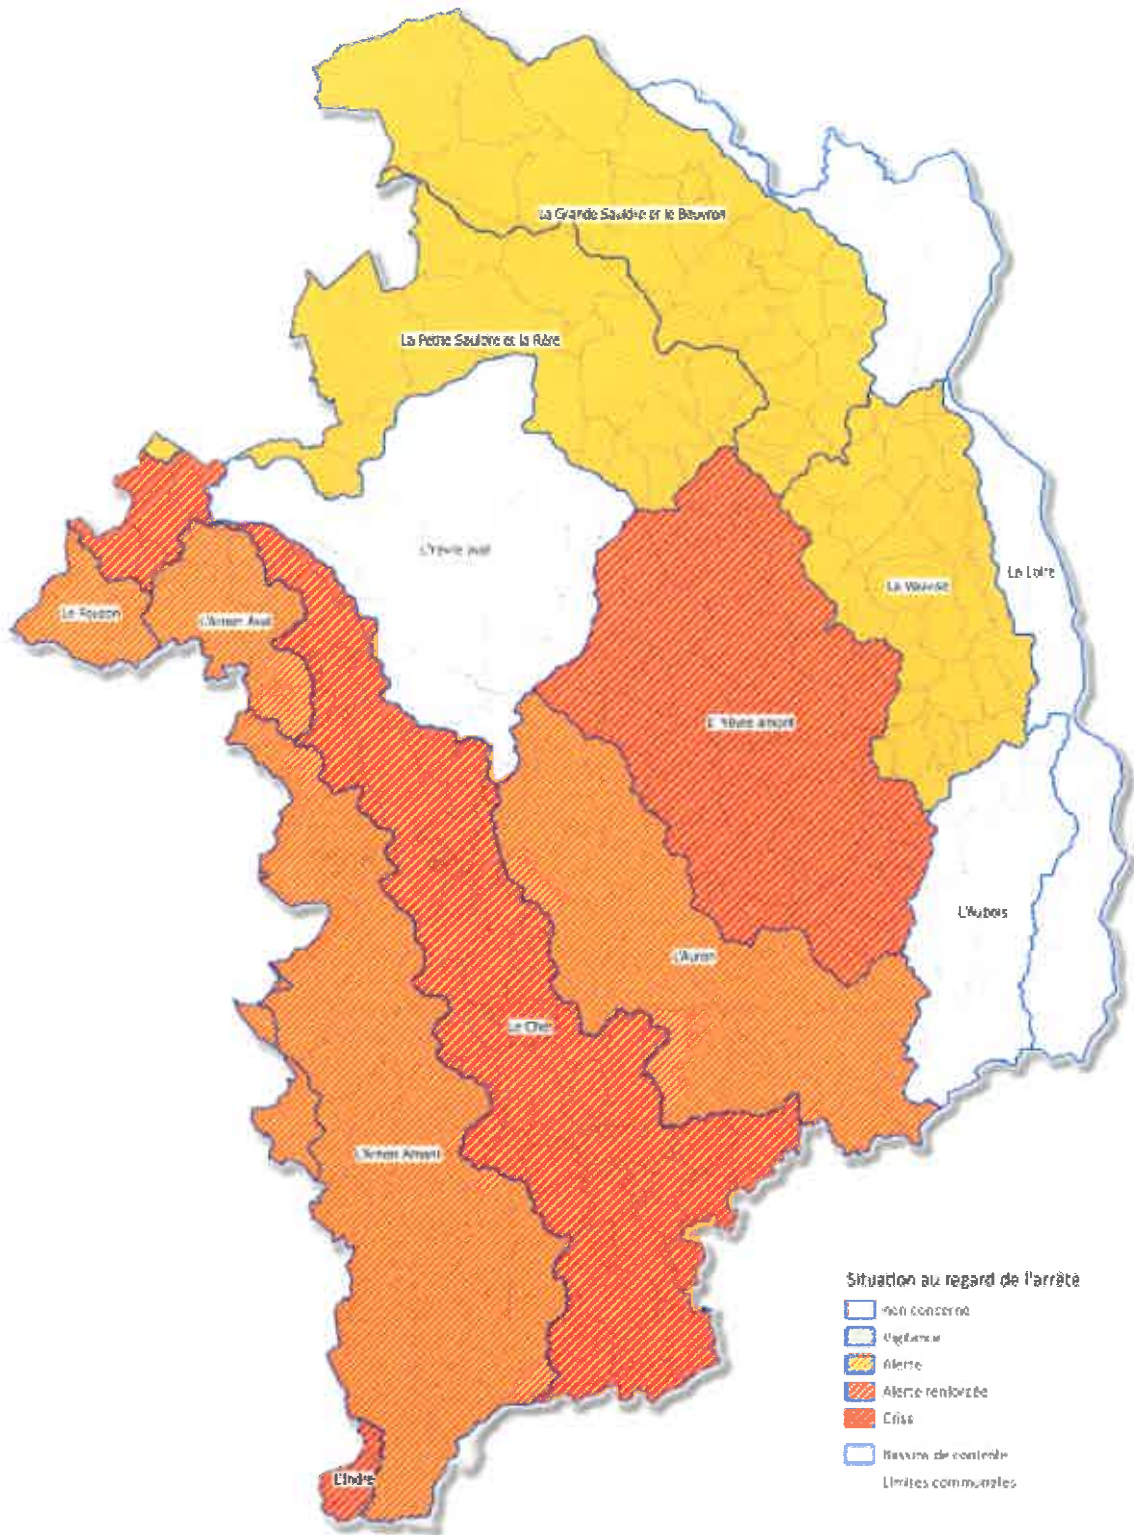 La Grande Sauldre et le Beuvron
La Petite Sauldre et la Rère
L'Yèvre aval
La Loire
La Vauvise
Le Fouzon
L'Arnon Aval
L'Yèvre amont
L'Aubois
L'Auron
Le Cher
L'Arnon Amont
L'Indre
Situation au regard de l'arrêté
non concerné
Vigilance
Alerte
Alerte renforcée
Crise
Bassins de contrôle
Limites communales